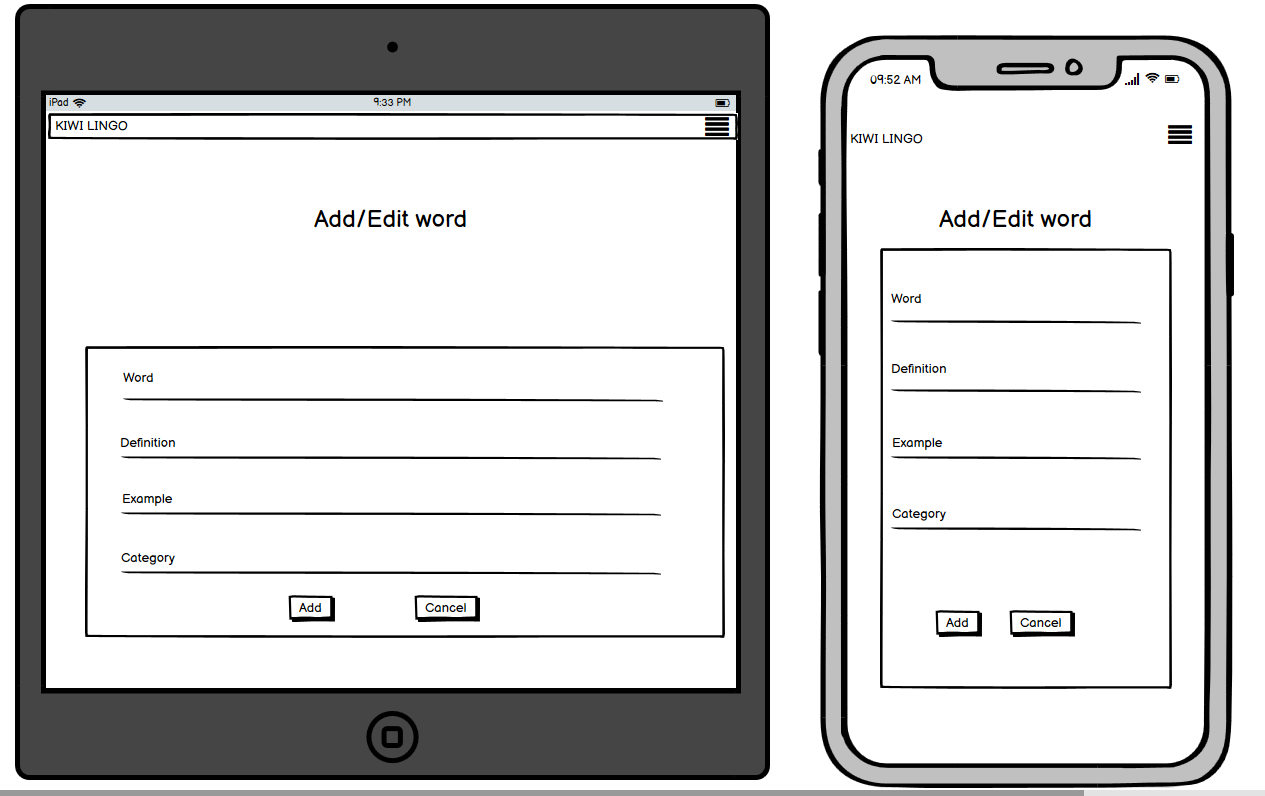 iPad 9:33 PM
KIWI LINGO
Add/Edit word
Word
Definition
Example
Category
Add Cancel
09:52 AM
KIWI LINGO
Add/Edit word
Word
Definition
Example
Category
Add Cancel